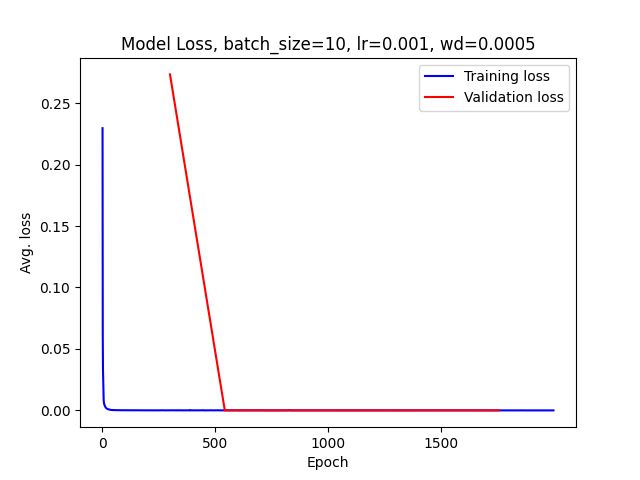 Model Loss, batch_size=10, lr=0.001, wd=0.0005
Training loss
Validation loss
0.25
0.20
0.15
0.10
0.05
0.00
Avg. loss
0 500 1000 1500
Epoch